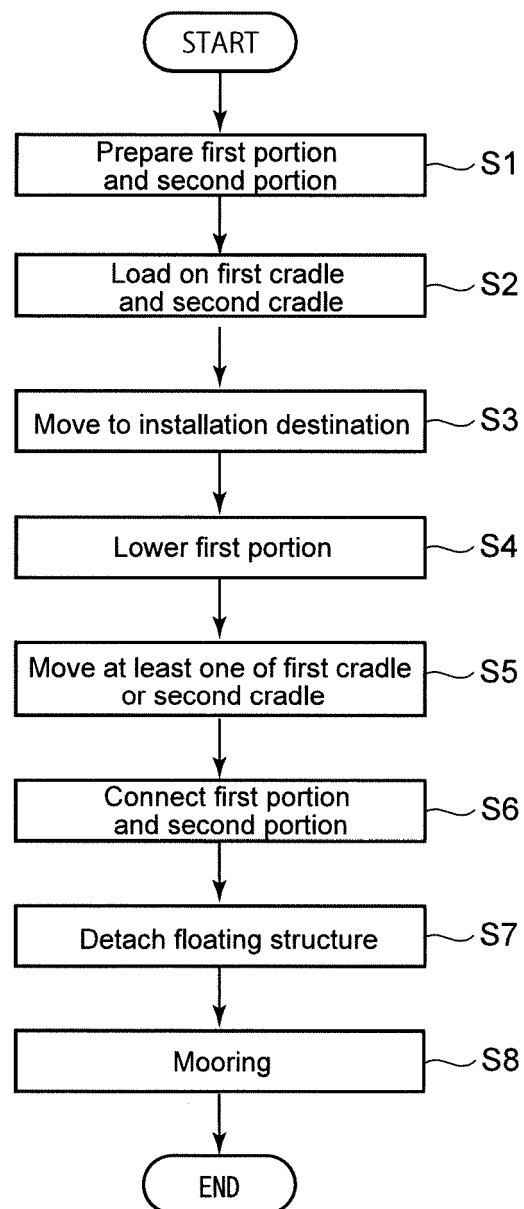 START
Prepare first portion
and second portion
S1
Load on first cradle
and second cradle
S2
Move to installation destination
S3
Lower first portion
S4
Move at least one of first cradle
or second cradle
S5
Connect first portion
and second portion
S6
Detach floating structure
S7
Mooring
S8
END